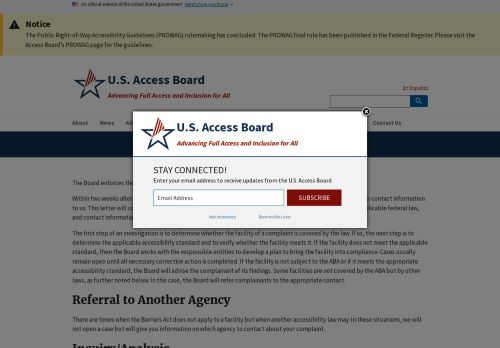 An official website of the United States government Here's how you know
Notice
The Public Right-of-Way Accessibility Guidelines (PROWAG) rulemaking has concluded. The PROWAG final rule has been published in the Federal Register. Please visit the
Access Board's PROWAG page for the guidelines.
U.S. Access Board
Advancing Full Access and Inclusion for All
En Español
About News Ad
Contact Us
U.S. Access Board
Advancing Full Access and Inclusion for All
STAY CONNECTED!
Enter your email address to receive updates from the U.S. Access Board.
Email Address
SUBSCRIBE
Not Interested Remind Me Later
The Board enforces the
Within two weeks after
our contact information
to us. This letter will co
plicable federal law,
and contact information
The first step of an investigation is to determine whether the facility of a complaint is covered by the law. If so, the next step is to
determine the applicable accessibility standard and to verify whether the facility meets it. If the facility does not meet the applicable
standard, then the Board works with the responsible entities to develop a plan to bring the facility into compliance. Cases usually
remain open until all necessary corrective action is completed. If the facility is not subject to the ABA or if it meets the appropriate
accessibility standard, the Board will advise the complainant of its findings. Some facilities are not covered by the ABA but by other
laws, as further noted below. In this case, the Board will refer complainants to the appropriate contact.
Referral to Another Agency
There are times when the Barriers Act does not apply to a facility but when another accessibility law may. In these situations, we will
not open a case but will give you information on which agency to contact about your complaint.
Inquiry/Analysis